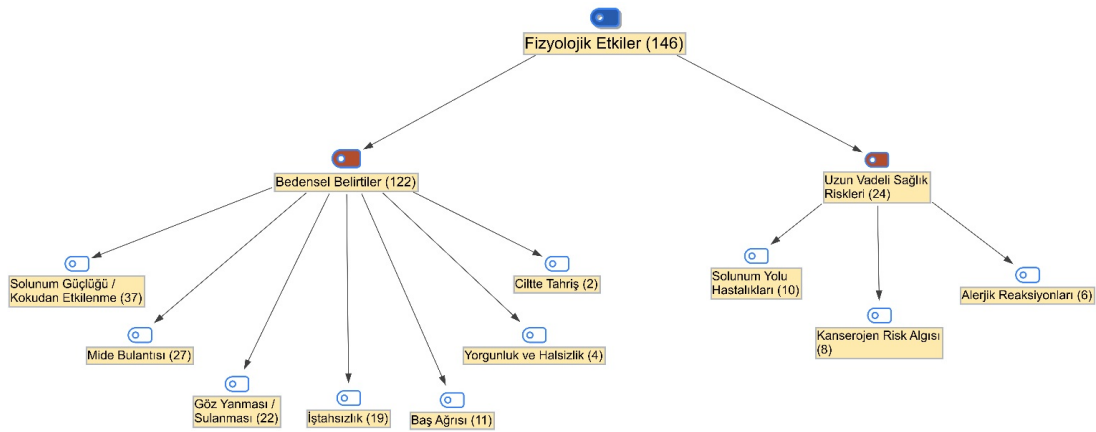 Fizyolojik Etkiler (146)
Bedensel Belirtiler (122)
Uzun Vadeli Sağlık
Riskleri (24)
Solunum Güçlüğü /
Kokudan Etkilenme (37)
Mide Bulantısı (27)
Göz Yanması /
Sulanması (22)
İştahsızlık (19)
Baş Ağrısı (11)
Yorgunluk ve Halsizlik (4)
Ciltte Tahriş (2)
Solunum Yolu
Hastalıkları (10)
Kanserojen Risk Algısı
(8)
Alerjik Reaksiyonları (6)